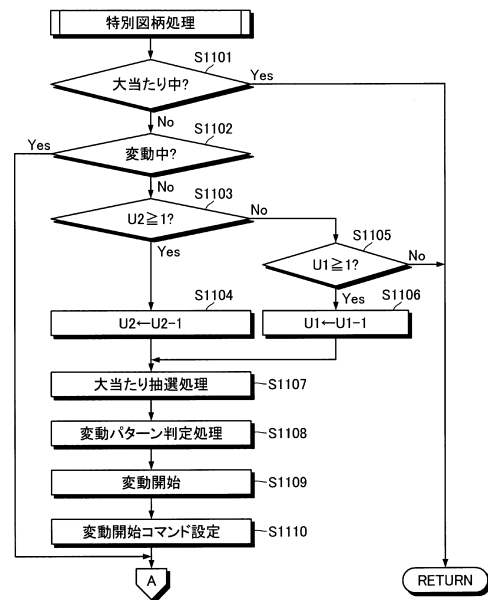 特別図柄処理
S1101
大当たり中?
Yes
No
S1102
Yes
変動中?
No
S1103
U2≧1?
No
Yes
S1105
U1≧1?
No
Yes
S1104
U2←U2-1
S1106
U1←U1-1
大当たり抽選処理
S1107
変動パターン判定処理
S1108
変動開始
S1109
変動開始コマンド設定
S1110
A
RETURN